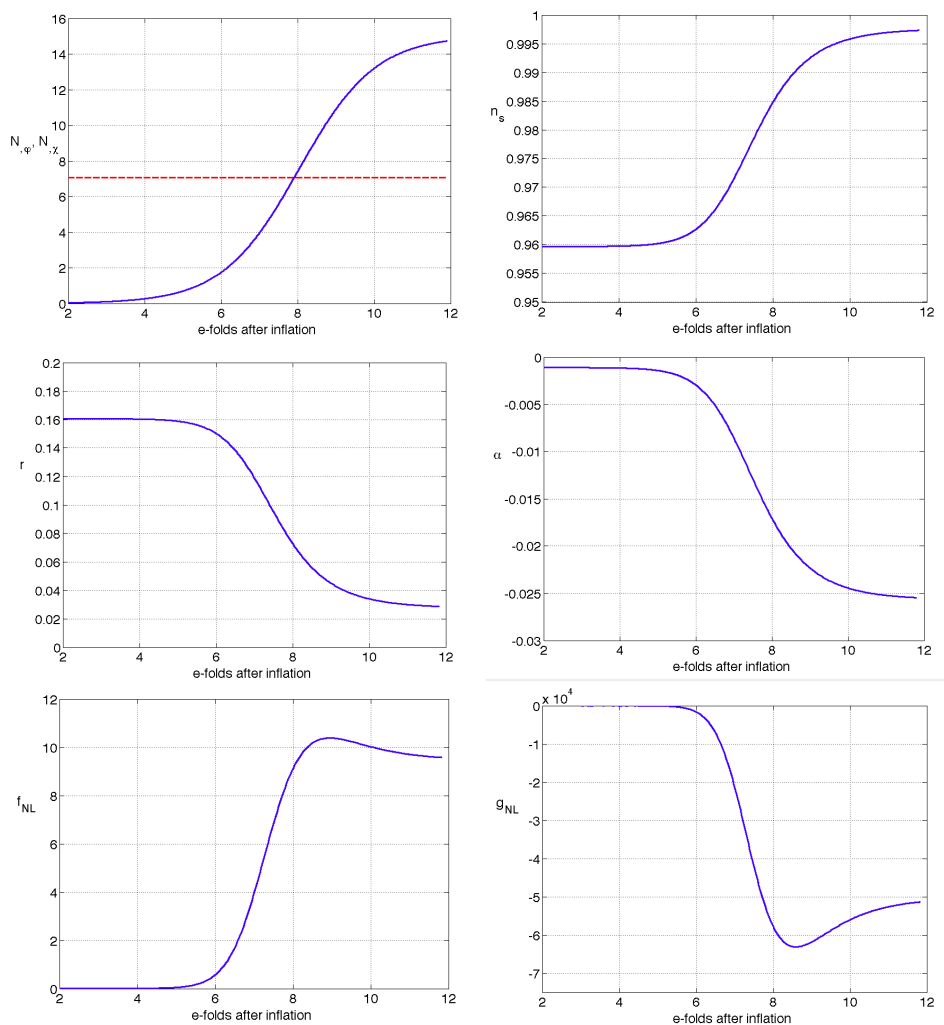 16
14
12
10
8
6
4
2
0
N,φ, N,χ
2 4 6 8 10 12
e-folds after inflation
1
0.995
0.99
0.985
0.98
0.975
0.97
0.965
0.96
0.955
0.95
n_s
2 4 6 8 10 12
e-folds after inflation
0.2
0.18
0.16
0.14
0.12
0.1
0.08
0.06
0.04
0.02
0
r
2 4 6 8 10 12
e-folds after inflation
0
-0.005
-0.01
-0.015
-0.02
-0.025
-0.03
α
2 4 6 8 10 12
e-folds after inflation
12
10
8
6
4
2
0
f_NL
2 4 6 8 10 12
e-folds after inflation
x 10^4
0
-1
-2
-3
-4
-5
-6
-7
g_NL
2 4 6 8 10 12
e-folds after inflation